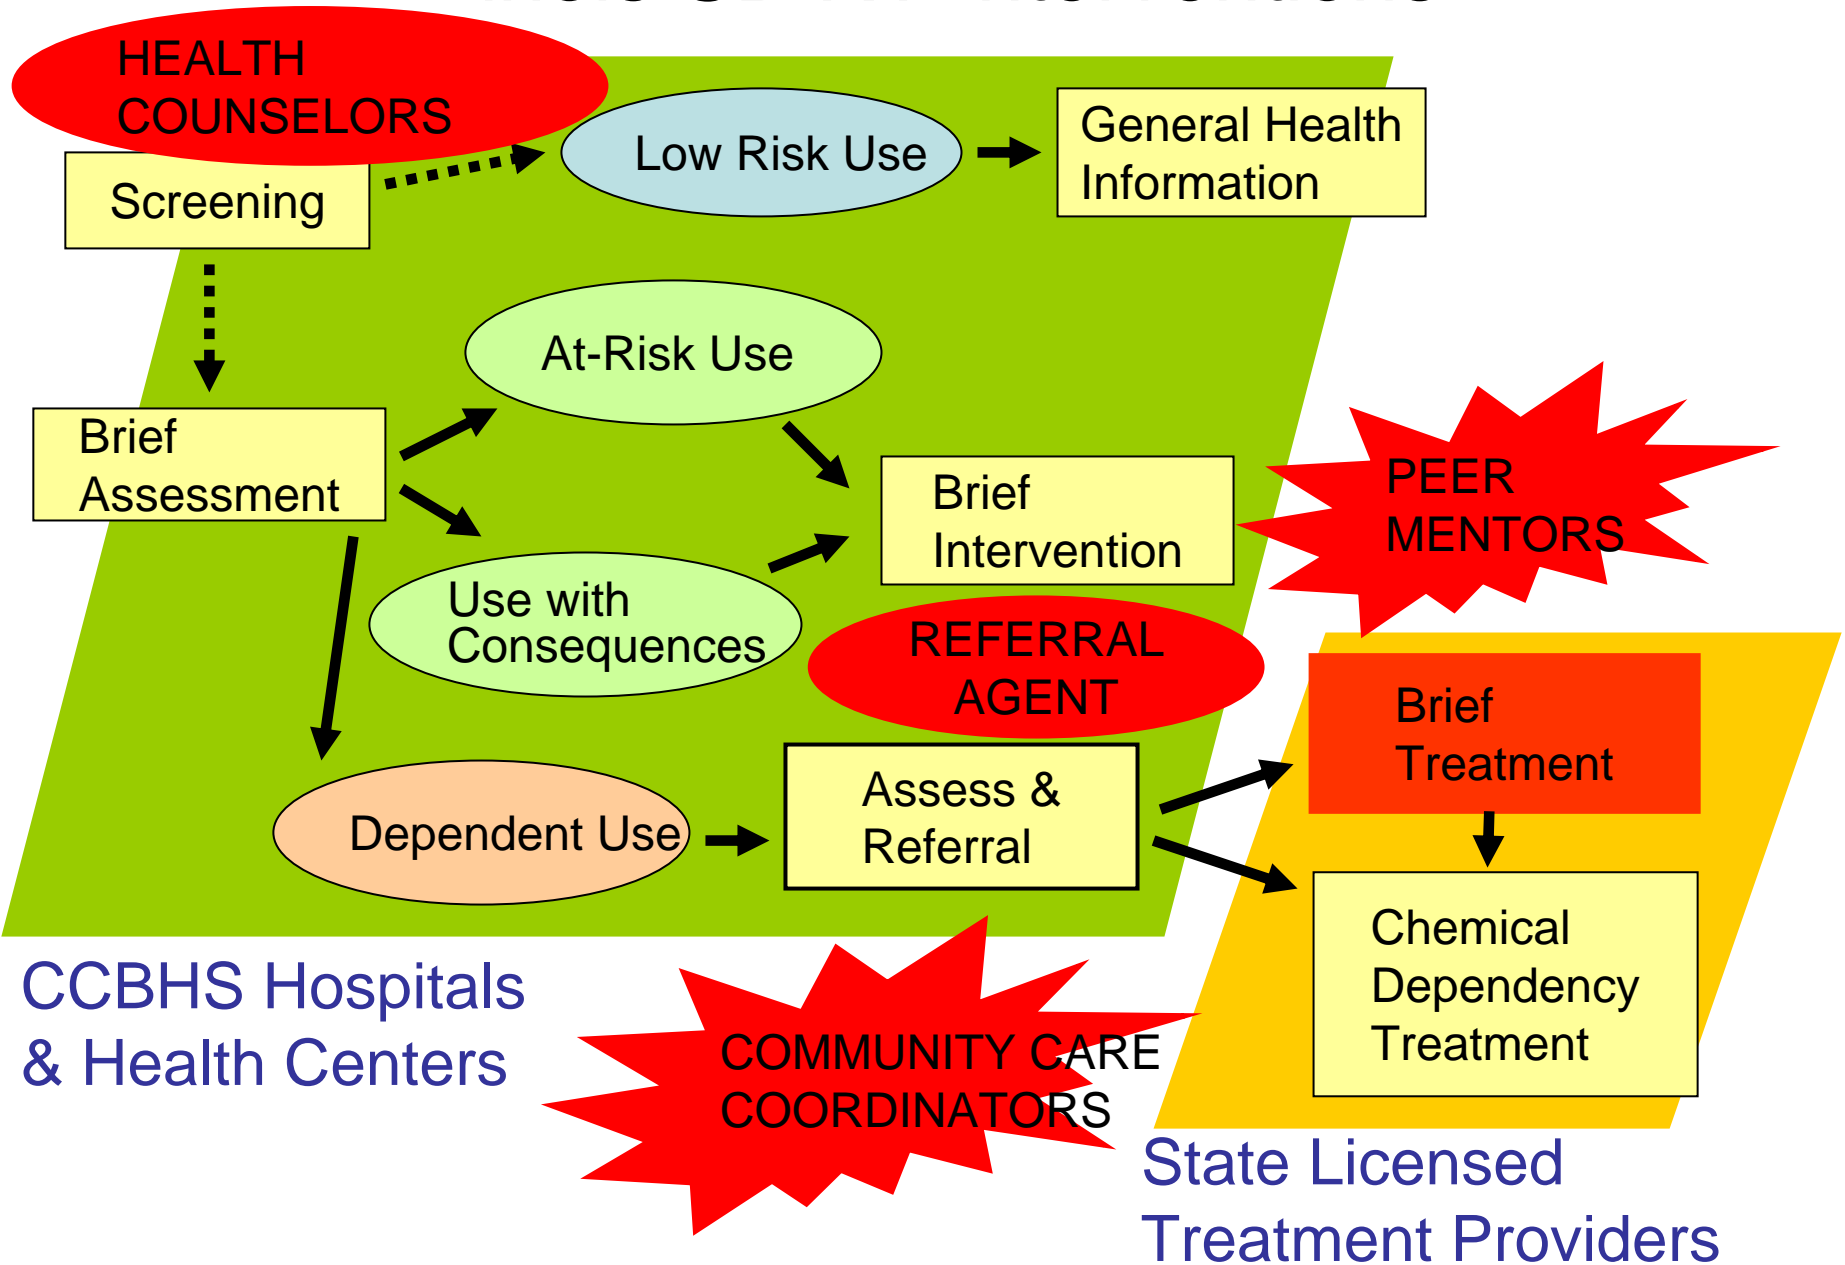 HEALTH
COUNSELORS
Screening
Low Risk Use
General Health
Information
At-Risk Use
Brief
Assessment
Brief
Intervention
PEER
MENTORS
Use with
Consequences
REFERRAL
AGENT
Brief
Treatment
Dependent Use
Assess &
Referral
Chemical
Dependency
Treatment
CCBHS Hospitals
& Health Centers
COMMUNITY CARE
COORDINATORS
State Licensed
Treatment Providers